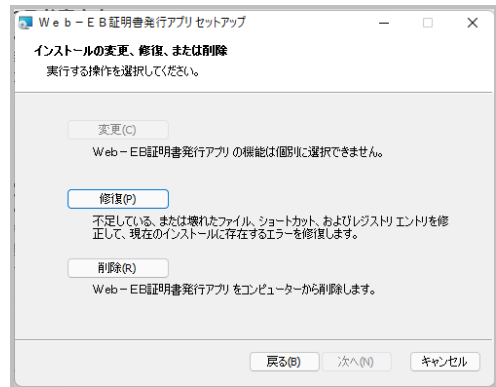 Ｗｅｂ－ＥＢ証明書発行アプリ セットアップ
インストールの変更、修復、または削除
実行する操作を選択してください。
変更(C)
Ｗｅｂ－ＥＢ証明書発行アプリ の機能は個別に選択できません。
修復(P)
不足している、または壊れたファイル、ショートカット、およびレジストリ エントリを修
正して、現在のインストールに存在するエラーを修復します。
削除(R)
Ｗｅｂ－ＥＢ証明書発行アプリ をコンピューターから削除します。
戻る(B) 次へ(N) キャンセル